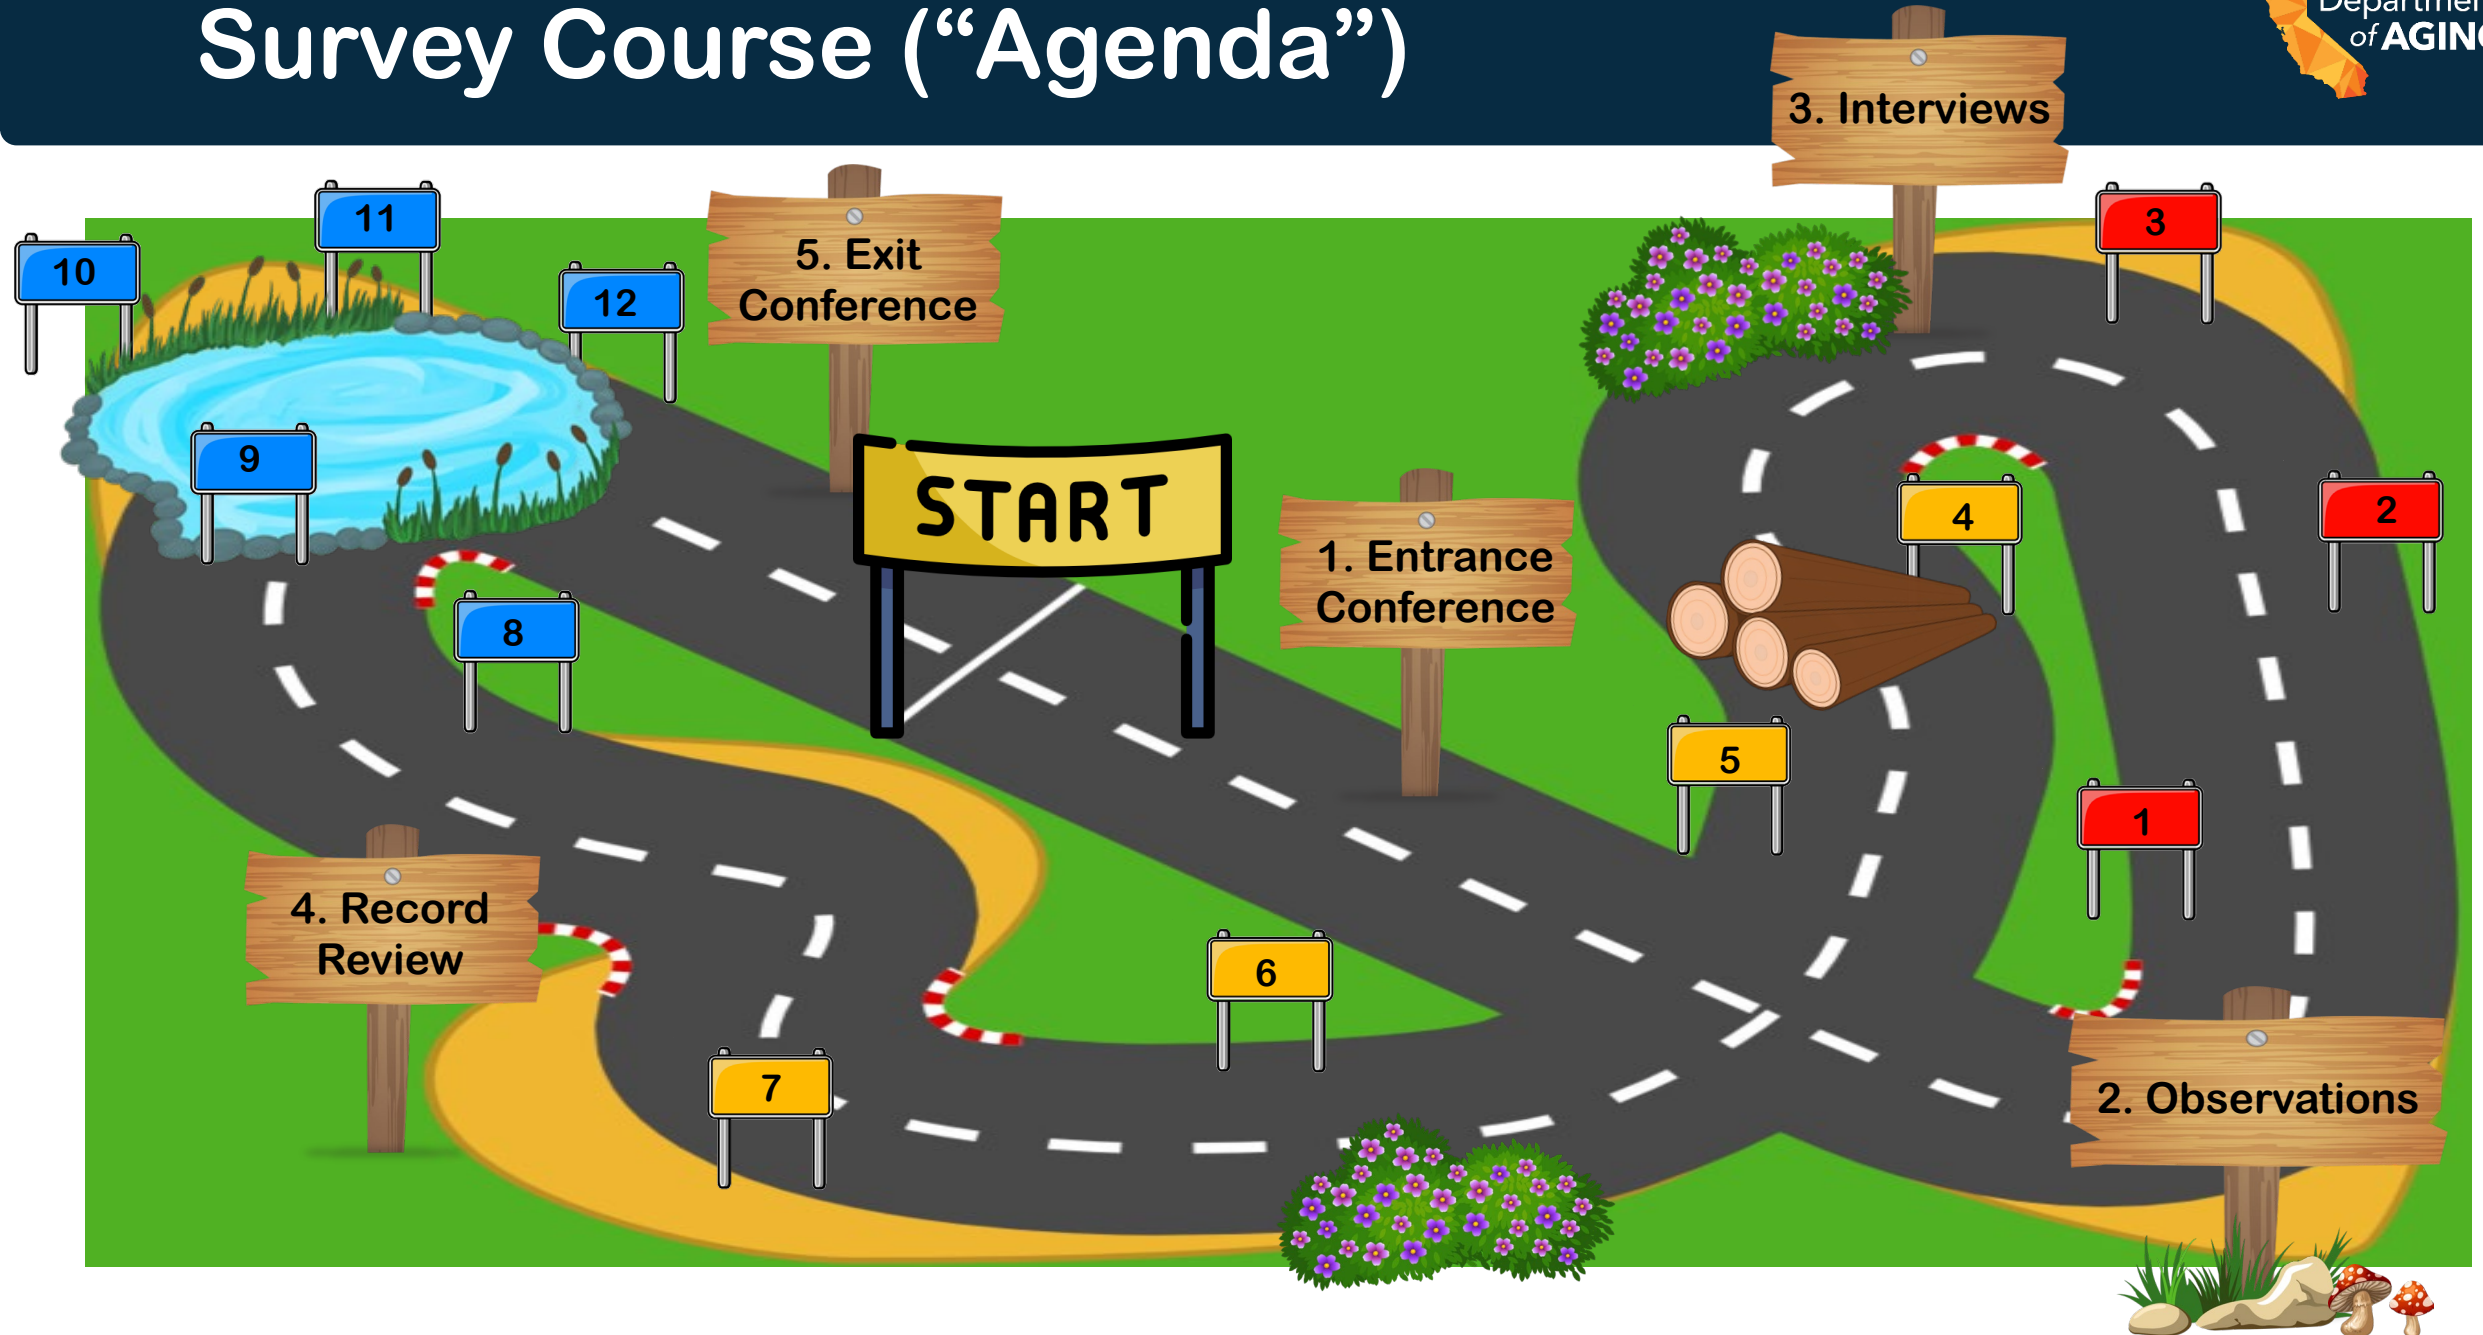 Survey Course (“Agenda”)
of AGING
3. Interviews
11
3
10
5. Exit
Conference
12
9
START
4
2
1. Entrance
Conference
8
5
1
4. Record
Review
6
7
2. Observations